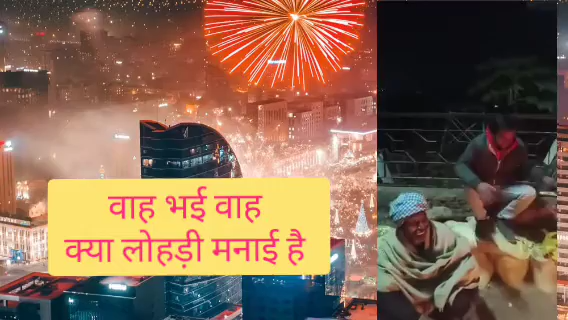 वाह भई वाह
क्या लोहड़ी मनाई है